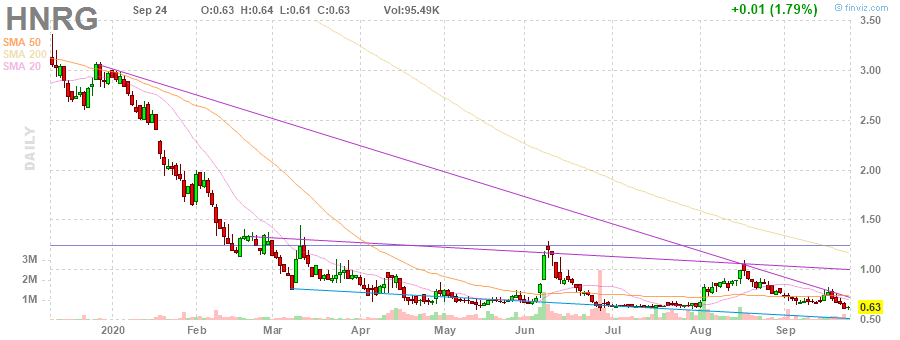 HNRG
Sep 24 O:0.63 H:0.64 L:0.61 C:0.63 Vol:95.49K +0.01 (1.79%)
© finviz.com
SMA 50
SMA 200
SMA 20
DAILY
3.50
3.00
2.50
2.00
1.50
1.00
0.63
0.50
3M
2M
1M
2020 Feb Mar Apr May Jun Jul Aug Sep